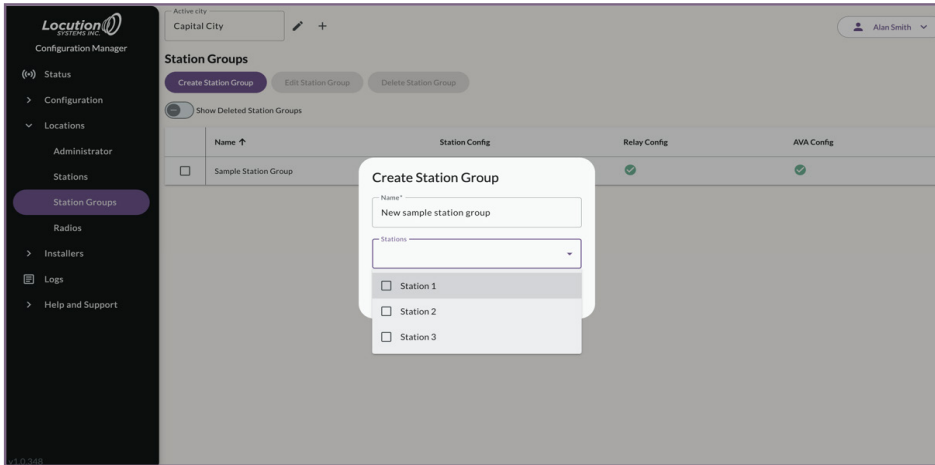 Locution
SYSTEMS INC.
Configuration Manager
Status
Configuration
Locations
Administrator
Stations
Station Groups
Radios
Installers
Logs
Help and Support
v1.0.348
Active city
Capital City
Alan Smith
Station Groups
Create Station Group Edit Station Group Delete Station Group
Show Deleted Station Groups
Name Station Config Relay Config AVA Config
Sample Station Group
Create Station Group
Name*
New sample station group
Stations
Station 1
Station 2
Station 3